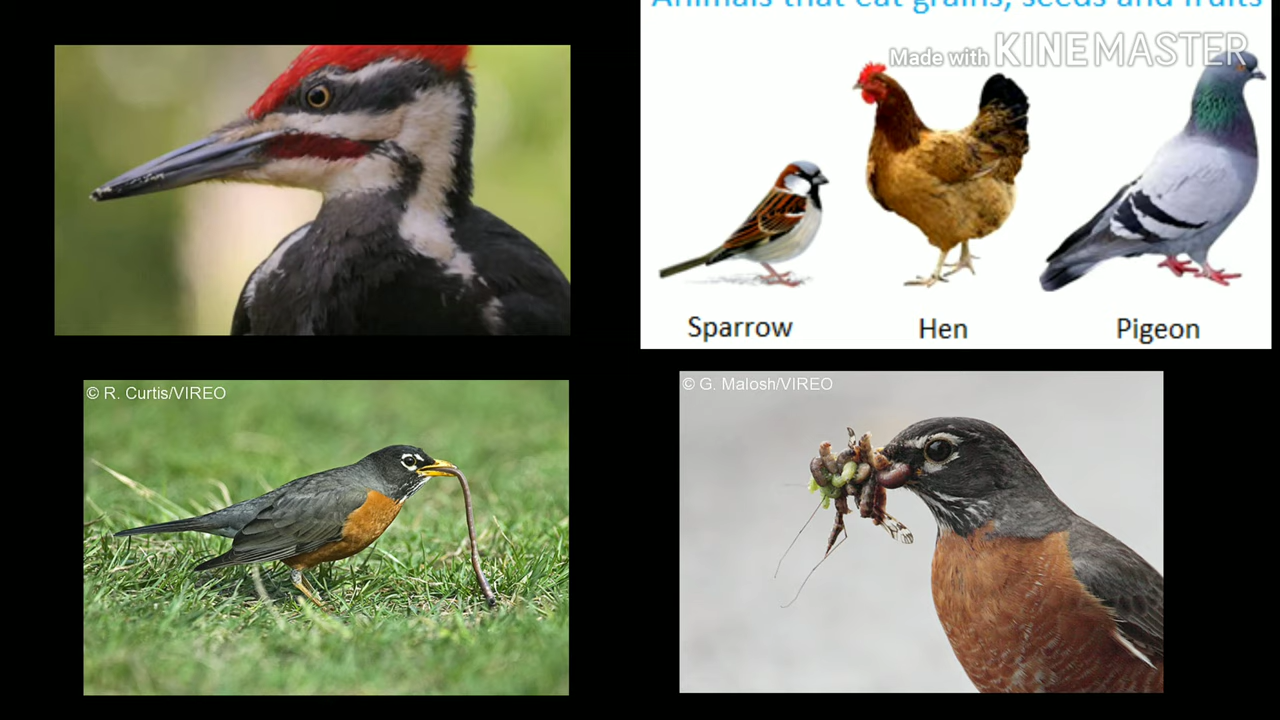 Animals that eat grains, seeds and fruits
Made with KINEMASTER
Sparrow
Hen
Pigeon
© R. Curtis/VIREO
© G. Malosh/VIREO